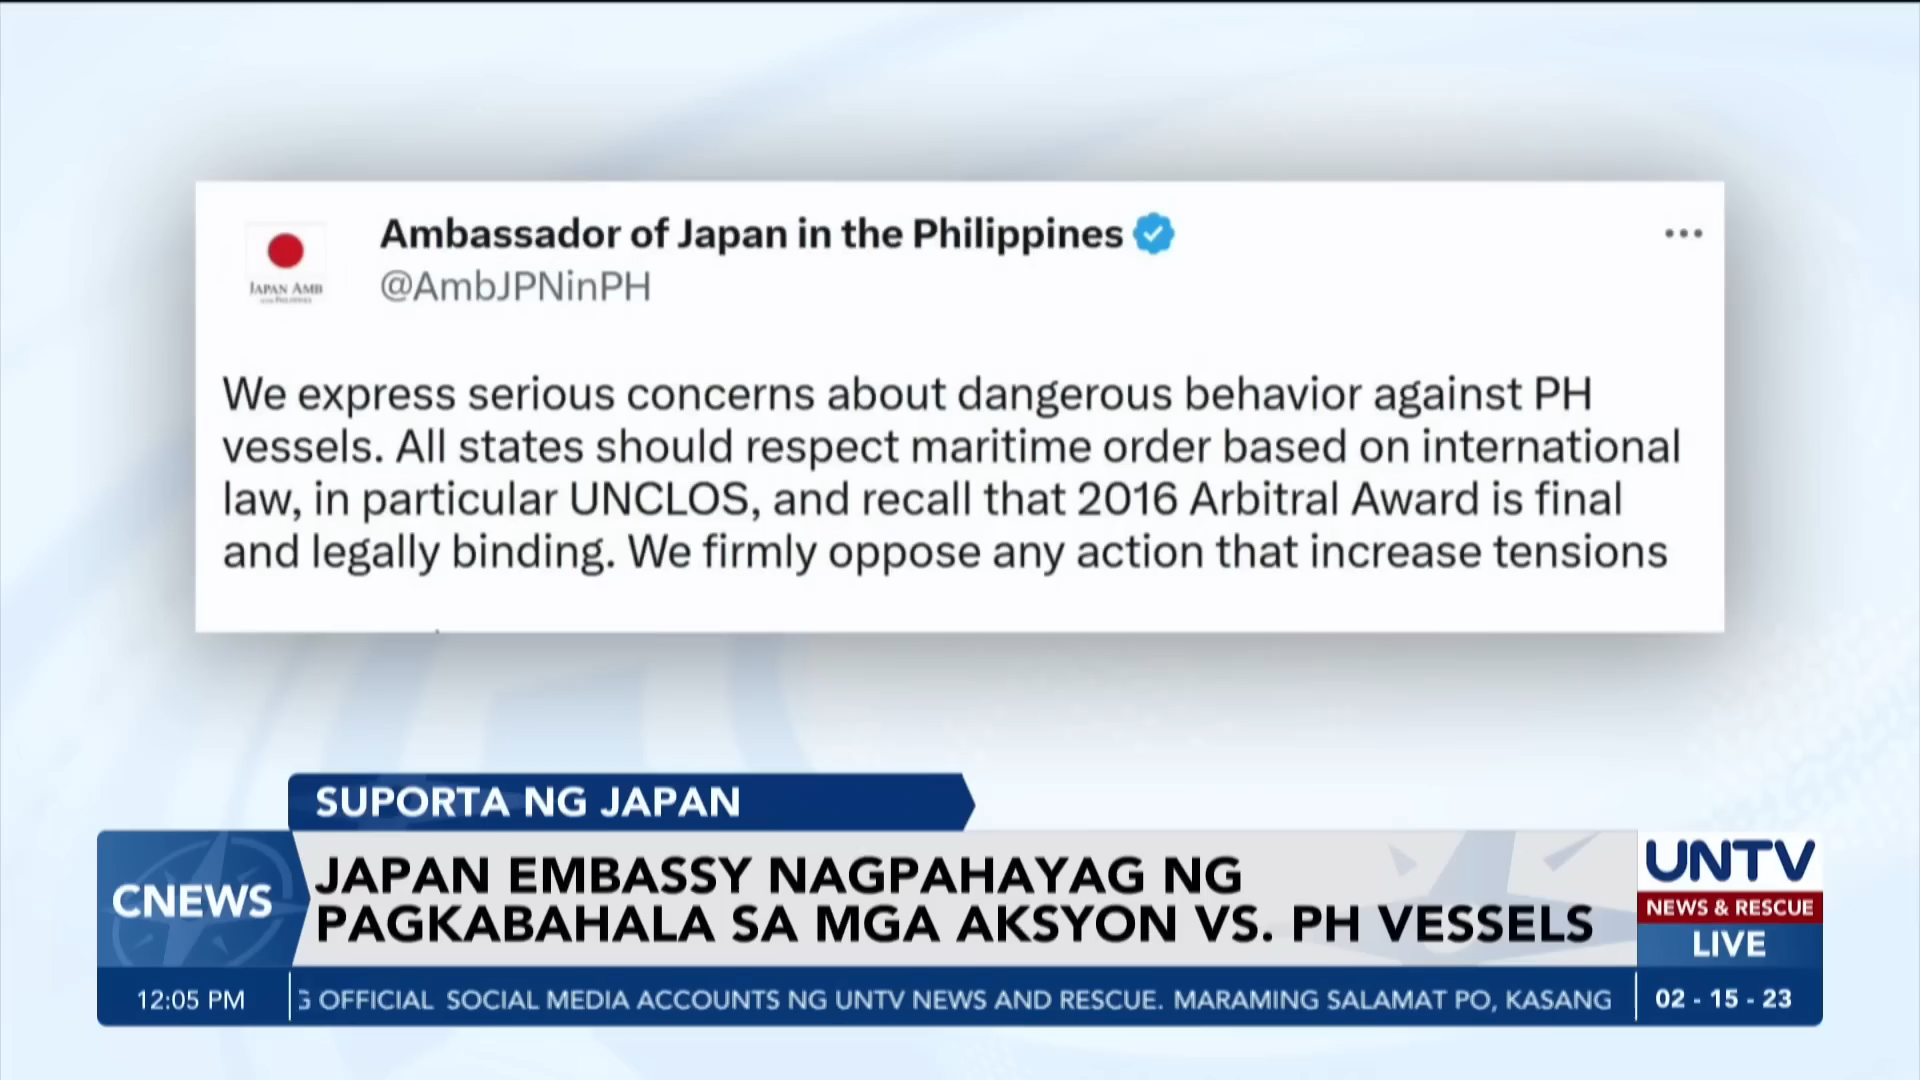 Ambassador of Japan in the Philippines
@AmbJPNinPH
JAPAN AMB
We express serious concerns about dangerous behavior against PH
vessels. All states should respect maritime order based on international
law, in particular UNCLOS, and recall that 2016 Arbitral Award is final
and legally binding. We firmly oppose any action that increase tensions
SUPORTA NG JAPAN
CNEWS
JAPAN EMBASSY NAGPAHAYAG NG
PAGKABAHALA SA MGA AKSYON VS. PH VESSELS
UNTV
NEWS & RESCUE
LIVE
12:05 PM
OFFICIAL SOCIAL MEDIA ACCOUNTS NG UNTV NEWS AND RESCUE. MARAMING SALAMAT PO, KASANG
02 - 15 - 23